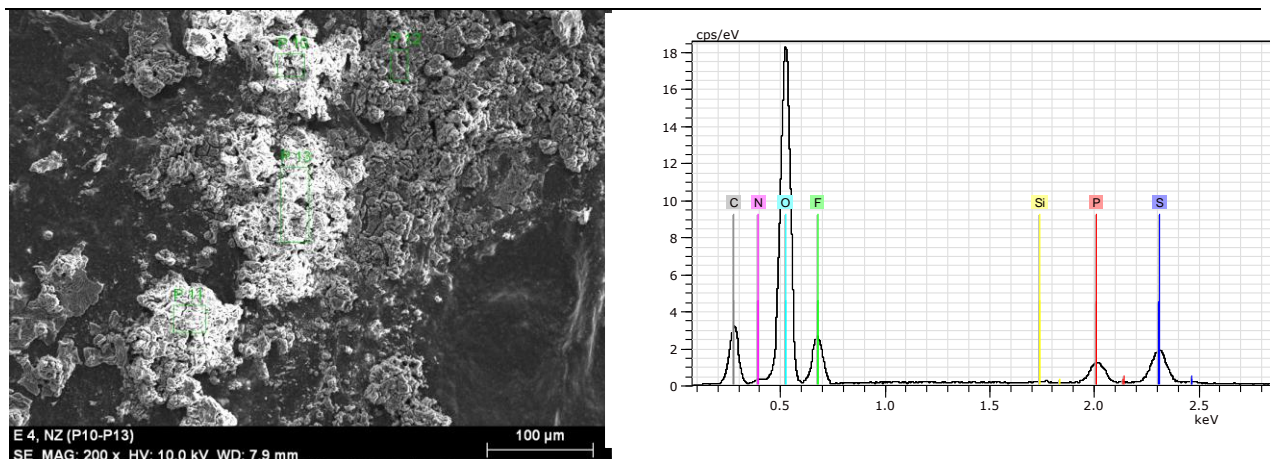 P 10
P 12
P 13
P 11
E 4, NZ (P10-P13)
100 µm
SE MAG: 200 x HV: 10.0 kV WD: 7.9 mm
cps/eV
18
16
14
12
10
8
6
4
2
0
C N O F Si P S
0.5 1.0 1.5 2.0 2.5
keV